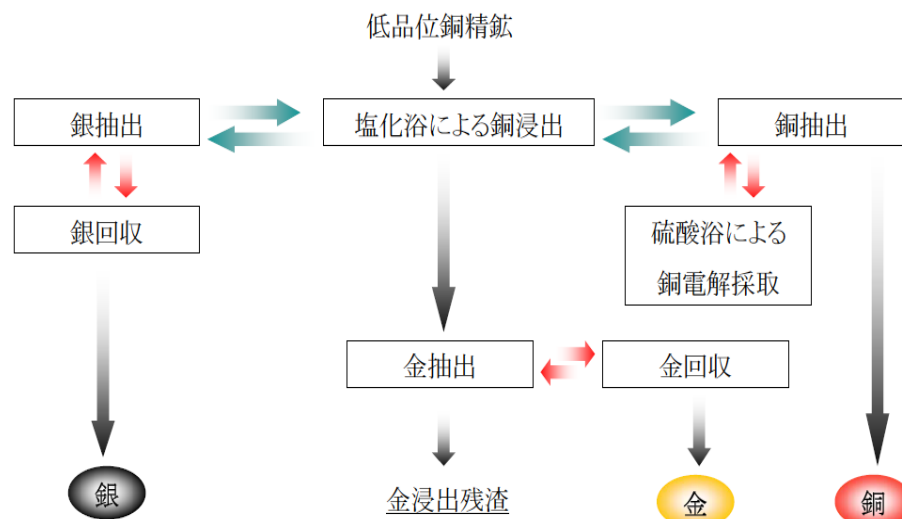 低品位銅精鉱
銀抽出
塩化浴による銅浸出
銅抽出
銀回収
硫酸浴による
銅電解採取
金抽出
金回収
銀
金浸出残渣
金
銅